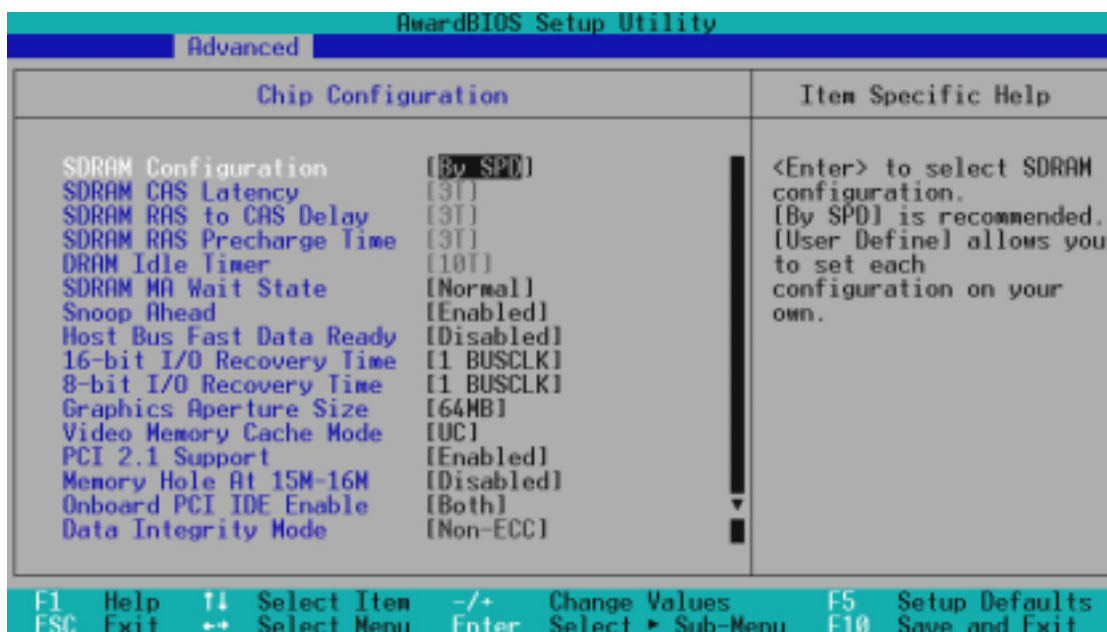 AwardBIOS Setup Utility
Advanced
Chip Configuration
Item Specific Help
SDRAM Configuration [By SPD]
SDRAM CAS Latency [3T]
SDRAM RAS to CAS Delay [3T]
SDRAM RAS Precharge Time [3T]
DRAM Idle Timer [10T]
SDRAM MA Wait State [Normal]
Snoop Ahead [Enabled]
Host Bus Fast Data Ready [Disabled]
16-bit I/O Recovery Time [1 BUSCLK]
8-bit I/O Recovery Time [1 BUSCLK]
Graphics Aperture Size [64MB]
Video Memory Cache Mode [UC]
PCI 2.1 Support [Enabled]
Memory Hole At 15M-16M [Disabled]
Onboard PCI IDE Enable [Both]
Data Integrity Mode [Non-ECC]
<Enter> to select SDRAM
configuration.
[By SPD] is recommended.
[User Define] allows you
to set each
configuration on your
own.
F1 Help ↑↓ Select Item -/+ Change Values F5 Setup Defaults
ESC Exit ←→ Select Menu Enter Select ► Sub-Menu F10 Save and Exit